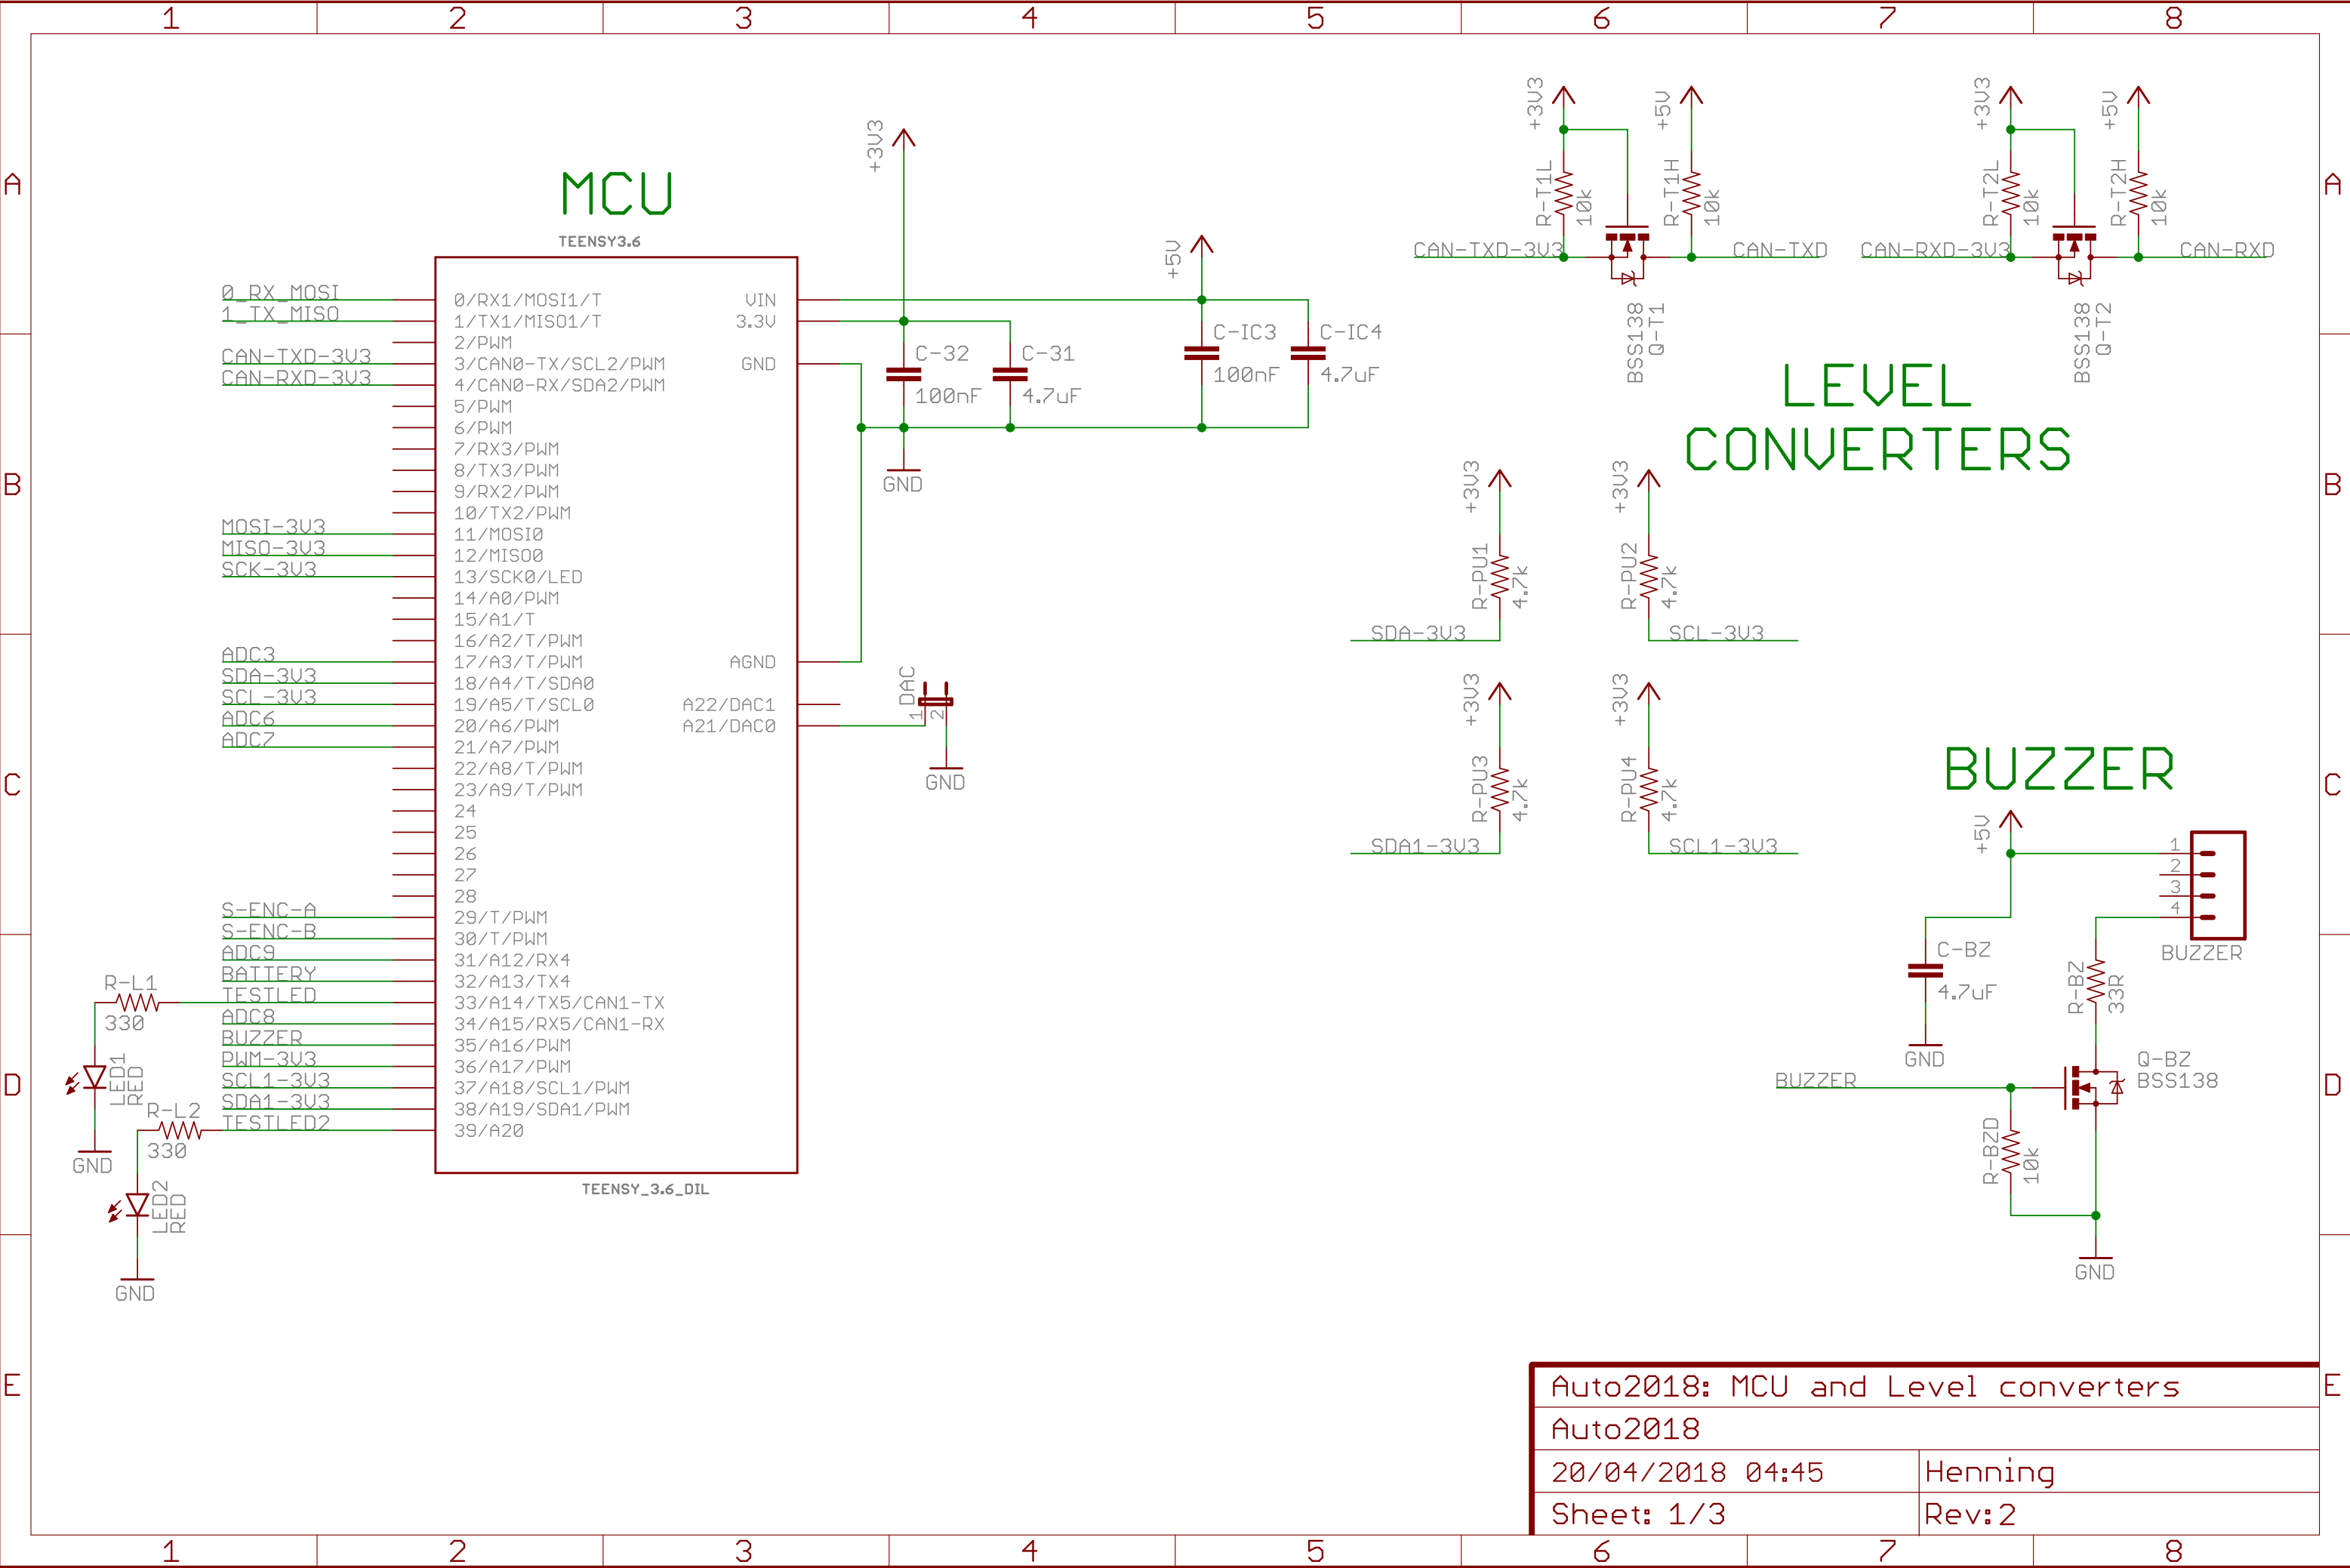 1 2 3 4 5 6 7 8
A
B
C
D
E
MCU
TEENSY3.6
0_RX_MOSI
1_TX_MISO
CAN-TXD-3V3
CAN-RXD-3V3
MOSI-3V3
MISO-3V3
SCK-3V3
ADC3
SDA-3V3
SCL-3V3
ADC6
ADC7
S-ENC-A
S-ENC-B
ADC9
BATTERY
TESTLED
ADC8
BUZZER
PWM-3V3
SCL1-3V3
SDA1-3V3
TESTLED2
R-L1
330
LED1
RED
GND
R-L2
330
LED2
RED
GND
0/RX1/MOSI1/T
1/TX1/MISO1/T
2/PWM
3/CAN0-TX/SCL2/PWM
4/CAN0-RX/SDA2/PWM
5/PWM
6/PWM
7/RX3/PWM
8/TX3/PWM
9/RX2/PWM
10/TX2/PWM
11/MOSI0
12/MISO0
13/SCK0/LED
14/A0/PWM
15/A1/T
16/A2/T/PWM
17/A3/T/PWM
18/A4/T/SDA0
19/A5/T/SCL0
20/A6/PWM
21/A7/PWM
22/A8/T/PWM
23/A9/T/PWM
24
25
26
27
28
29/T/PWM
30/T/PWM
31/A12/RX4
32/A13/TX4
33/A14/TX5/CAN1-TX
34/A15/RX5/CAN1-RX
35/A16/PWM
36/A17/PWM
37/A18/SCL1/PWM
38/A19/SDA1/PWM
39/A20
VIN
3.3V
GND
AGND
A22/DAC1
A21/DAC0
TEENSY_3.6_DIL
+3V3
+5V
C-32
100nF
C-31
4.7uF
C-IC3
100nF
C-IC4
4.7uF
GND
DAC
1
2
GND
+3V3
+5V
R-T1L
10k
R-T1H
10k
CAN-TXD-3V3
CAN-TXD
BSS138
Q-T1
+3V3
+5V
R-T2L
10k
R-T2H
10k
CAN-RXD-3V3
CAN-RXD
BSS138
Q-T2
LEVEL
CONVERTERS
+3V3
R-PU1
4.7k
SDA-3V3
+3V3
R-PU2
4.7k
SCL-3V3
+3V3
R-PU3
4.7k
SDA1-3V3
+3V3
R-PU4
4.7k
SCL1-3V3
BUZZER
+5V
1
2
3
4
BUZZER
C-BZ
4.7uF
GND
R-BZ
33R
Q-BZ
BSS138
BUZZER
R-BZD
10k
GND
Auto2018: MCU and Level converters
Auto2018
20/04/2018 04:45
Henning
Sheet: 1/3
Rev:2
A
B
C
D
E
1 2 3 4 5 6 7 8